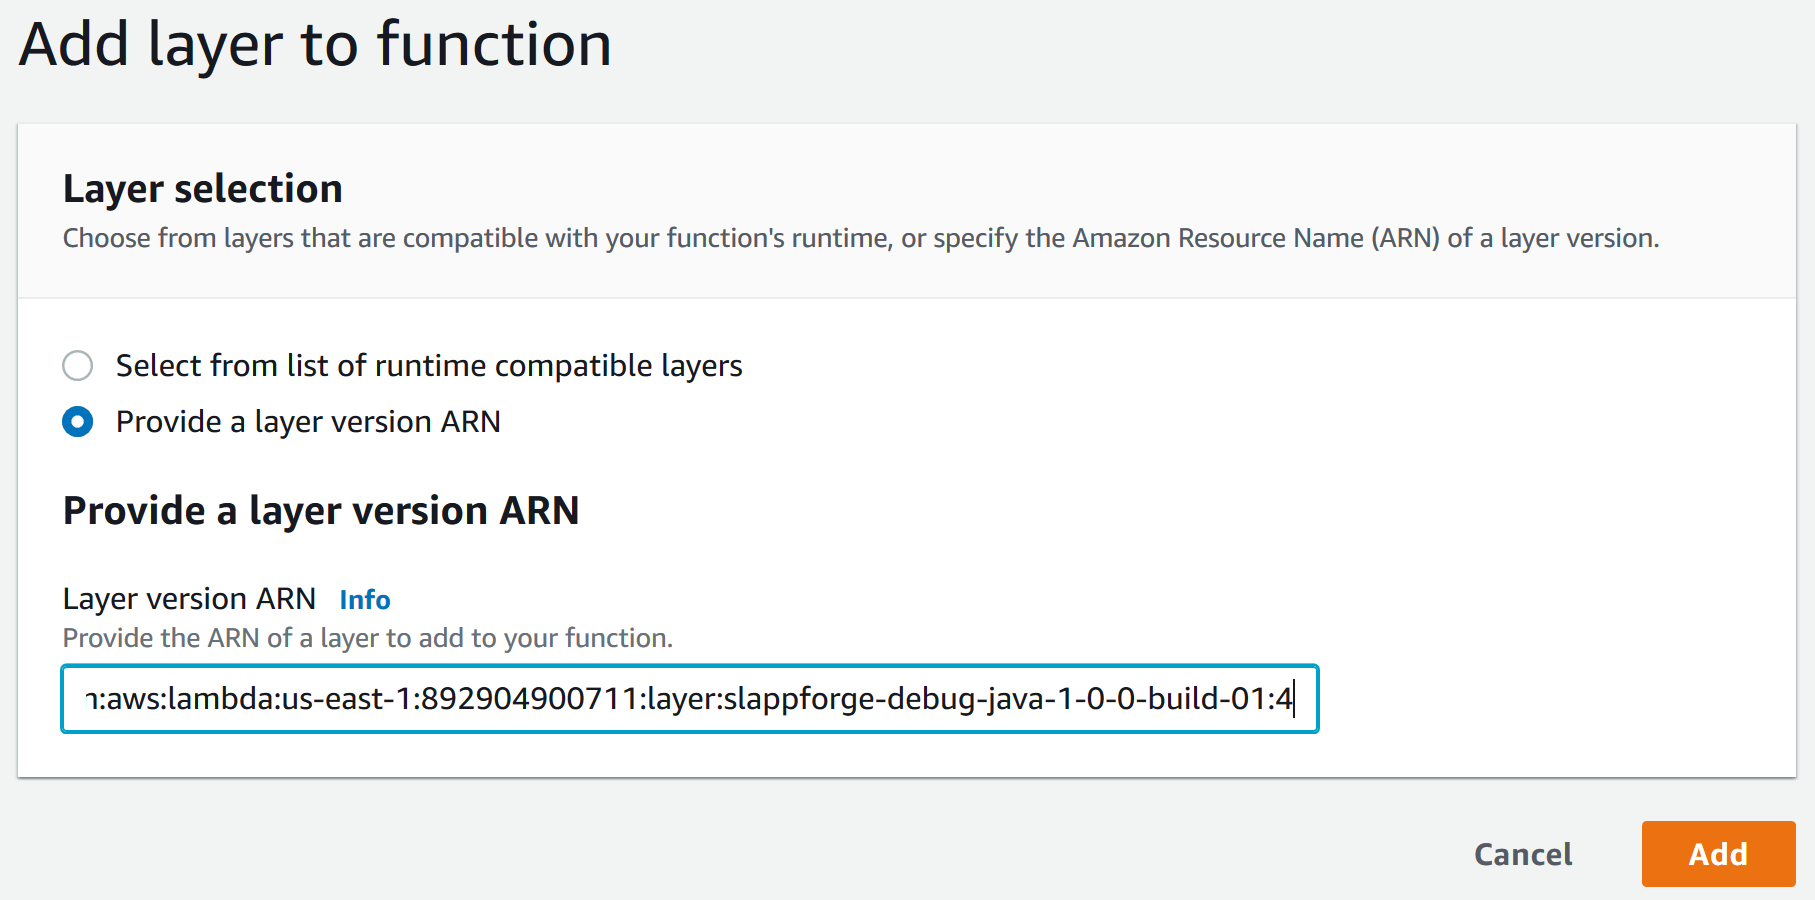 Add layer to function
Layer selection
Choose from layers that are compatible with your function's runtime, or specify the Amazon Resource Name (ARN) of a layer version.
Select from list of runtime compatible layers
Provide a layer version ARN
Provide a layer version ARN
Layer version ARN Info
Provide the ARN of a layer to add to your function.
n:aws:lambda:us-east-1:892904900711:layer:slappforge-debug-java-1-0-0-build-01:4
Cancel Add